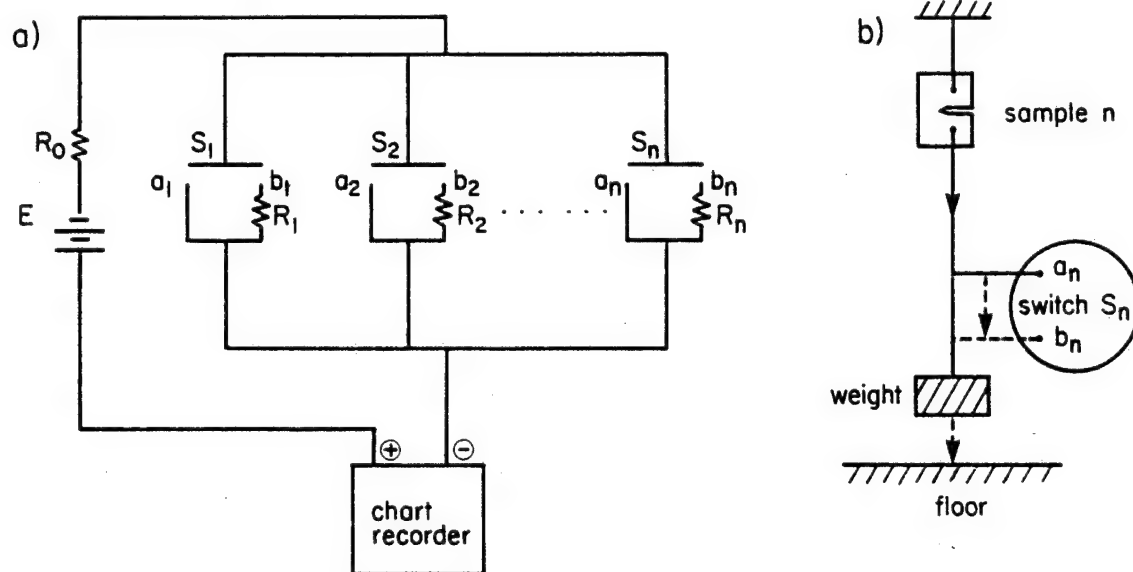 a)
R₀
E
S₁
a₁ b₁
R₁
S₂
a₂ b₂
R₂
. . . . . .
Sₙ
aₙ bₙ
Rₙ
⊕ ⊖
chart
recorder
b)
sample n
aₙ
switch Sₙ
bₙ
weight
floor